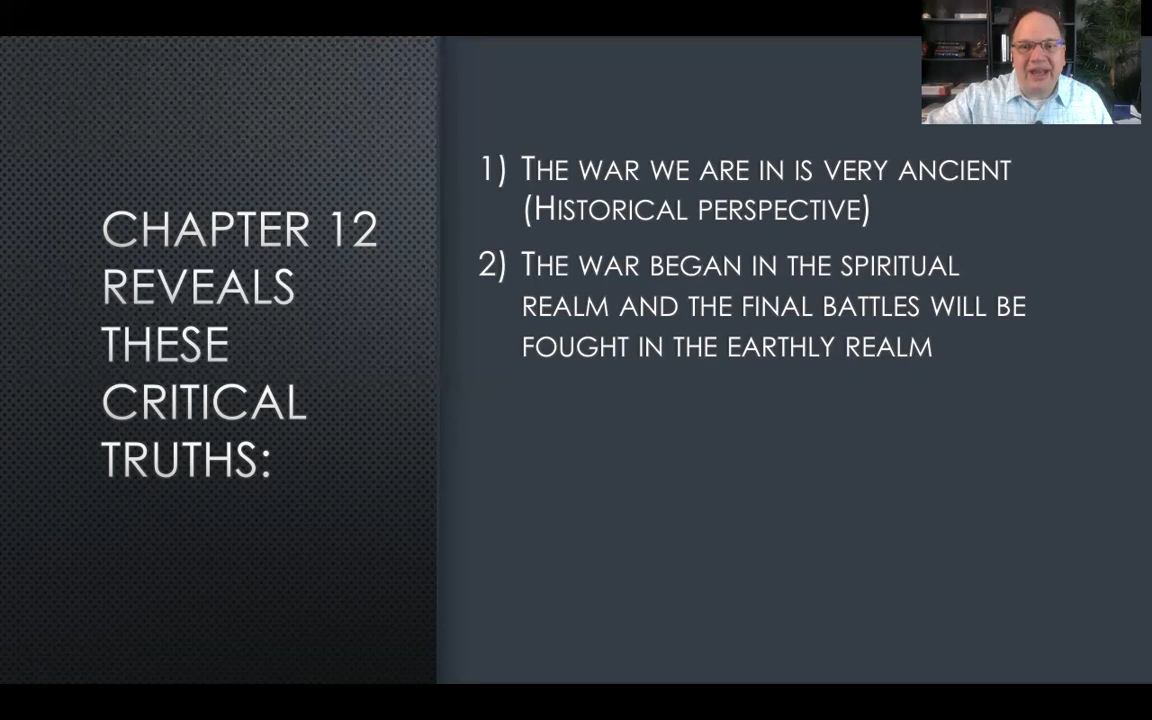 CHAPTER 12
REVEALS
THESE
CRITICAL
TRUTHS:
1) THE WAR WE ARE IN IS VERY ANCIENT
(HISTORICAL PERSPECTIVE)
2) THE WAR BEGAN IN THE SPIRITUAL
REALM AND THE FINAL BATTLES WILL BE
FOUGHT IN THE EARTHLY REALM